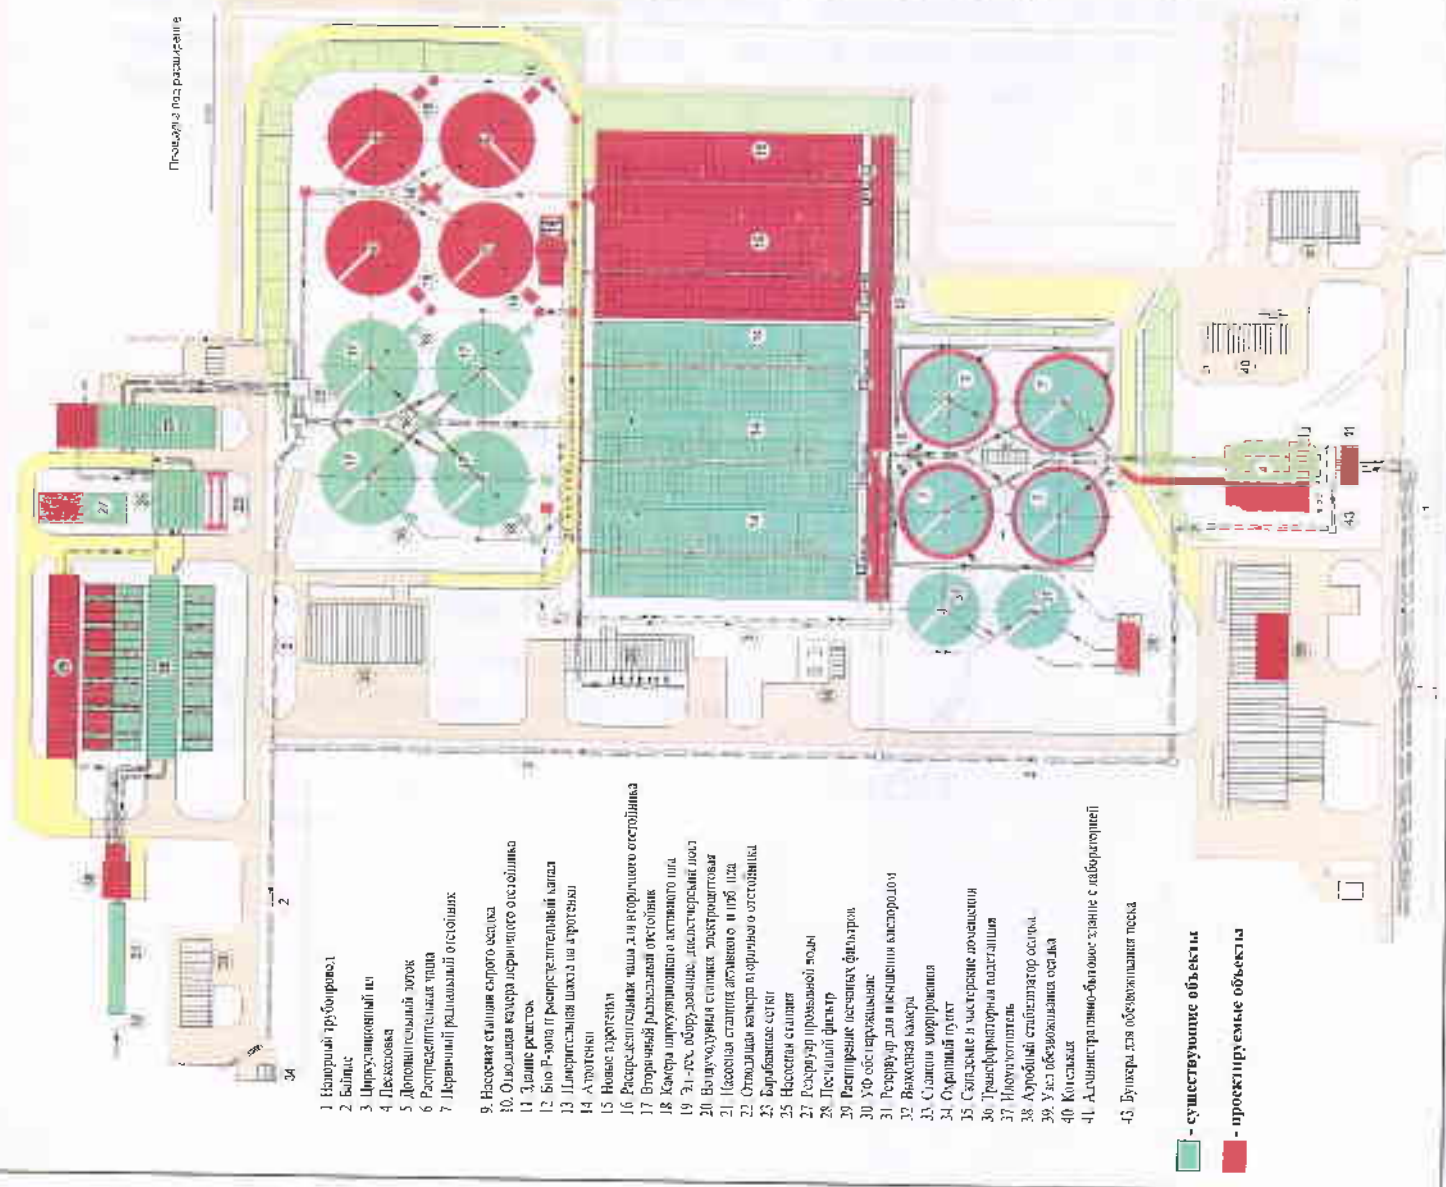 Площадка под расширение
1 Напорный трубопровод
2 Байпас
3 Циркуляционный ил
4 Песколовка
5 Дополнительный поток
6 Распределительная чаша
7 Первичный радиальный отстойник
9. Насосная станция сырого осадка
10. Отводящая камера первичного отстойника
11 Здание решеток
12 Био-Р-зона и распределительный канал
13 Измерительная шахта на аэротенки
14 Аэротенки
15 Новые аэротенки
16 Распределительная чаша для вторичного отстойника
17 Вторичный радиальный отстойник
18 Камера циркуляционного активного ила
19. Эл-тех. оборудование, диспетчерский пост
20. Воздуходувная станция, электрощитовая
21. Насосная станция активного и изб. ила
22. Отводящая камера вторичного отстойника
23 Барабанные сетки
25 Насосная станция
27 Резервуар промывной воды
28. Песчаный фильтр
29. Расширение песчаных фильтров
30. УФ обеззараживание
31 Резервуар для насыщения кислородом
32 Выпускная камера
33. Станция хлорирования
34. Охранный пункт
35. Складские и мастерские помещения
36. Трансформаторная подстанция
37. Илоуплотнитель
38 Аэробный стабилизатор осадка
39. Узел обезвоживания осадка
40 Котельная
41. Административно-бытовое здание с лабораторией
43. Бункера для обезвоживания песка
- существующие объекты
- проектируемые объекты